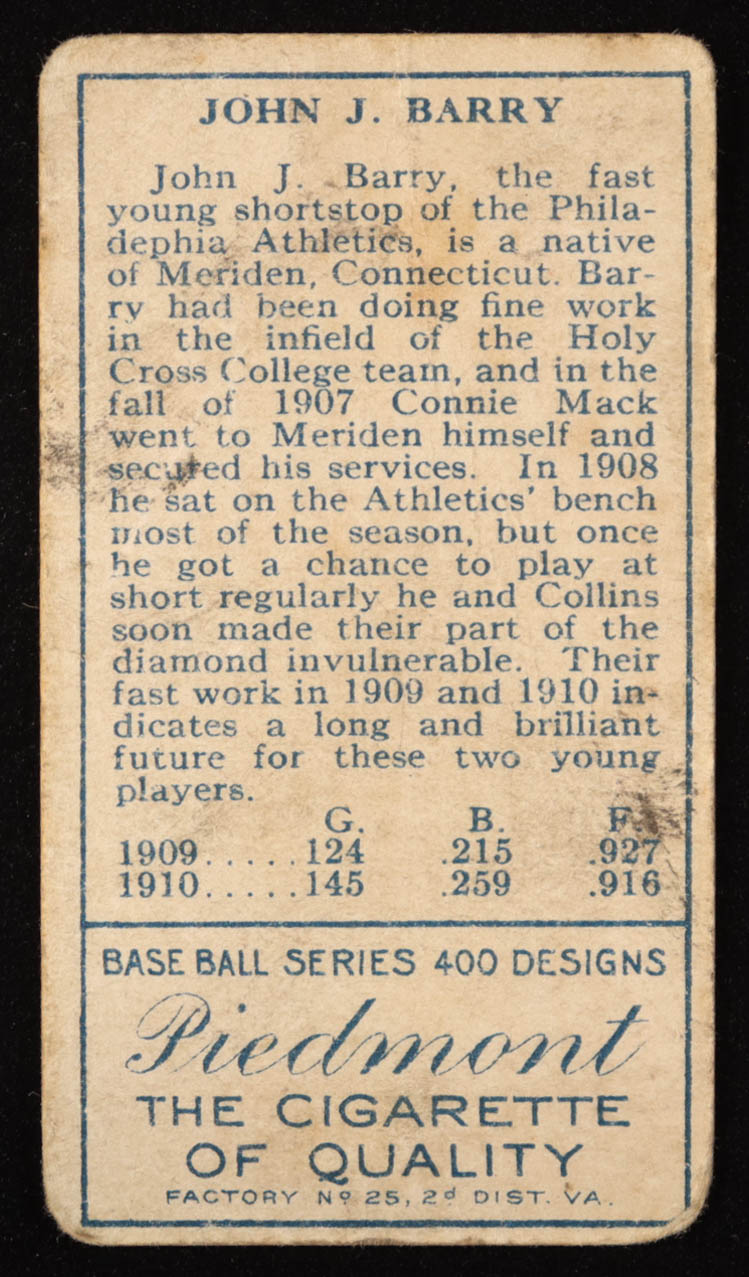 JOHN J. BARRY
John J. Barry, the fast
young shortstop of the Phila-
dephia Athletics, is a native
of Meriden, Connecticut. Bar-
ry had been doing fine work
in the infield of the Holy
Cross College team, and in the
fall of 1907 Connie Mack
went to Meriden himself and
secured his services. In 1908
he sat on the Athletics' bench
most of the season, but once
he got a chance to play at
short regularly he and Collins
soon made their part of the
diamond invulnerable. Their
fast work in 1909 and 1910 in-
dicates a long and brilliant
future for these two young
players.
G. B. F.
1909.....124 .215 .927
1910.....145 .259 .916
BASE BALL SERIES 400 DESIGNS
Piedmont
THE CIGARETTE
OF QUALITY
FACTORY No 25, 2d DIST. VA.